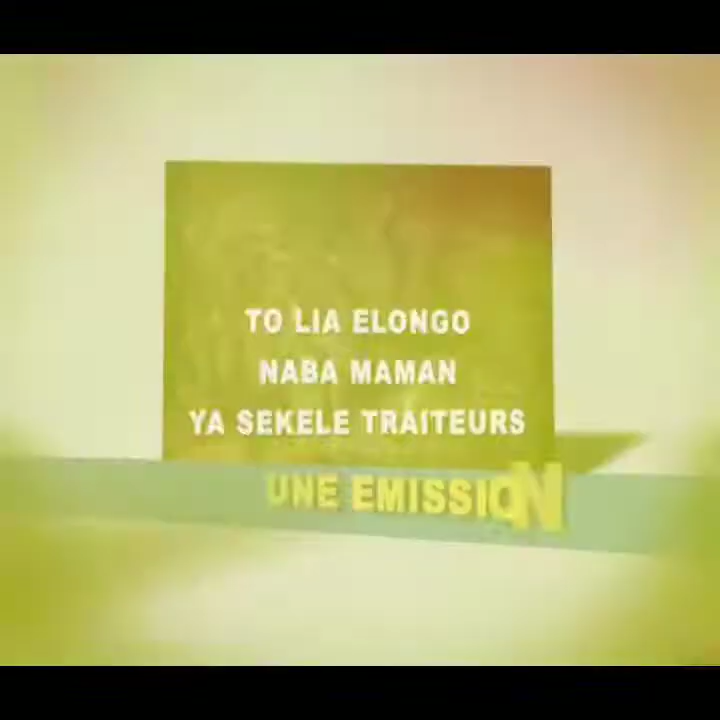 TO LIA ELONGO
NABA MAMAN
YA SEKELE TRAITEURS
UNE EMISSION